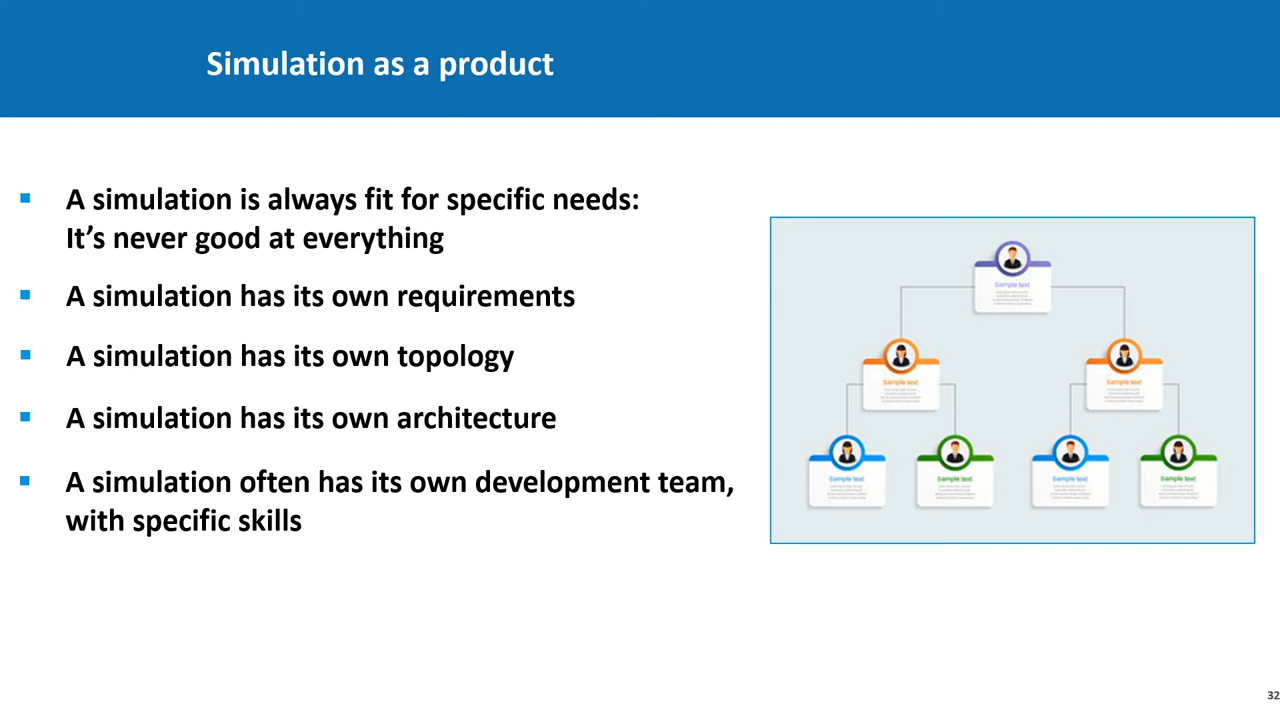 Simulation as a product
▪ A simulation is always fit for specific needs:
It’s never good at everything
▪ A simulation has its own requirements
▪ A simulation has its own topology
▪ A simulation has its own architecture
▪ A simulation often has its own development team,
with specific skills
Sample text
Sample text
Sample text
Sample text
Sample text
Sample text
Sample text
32